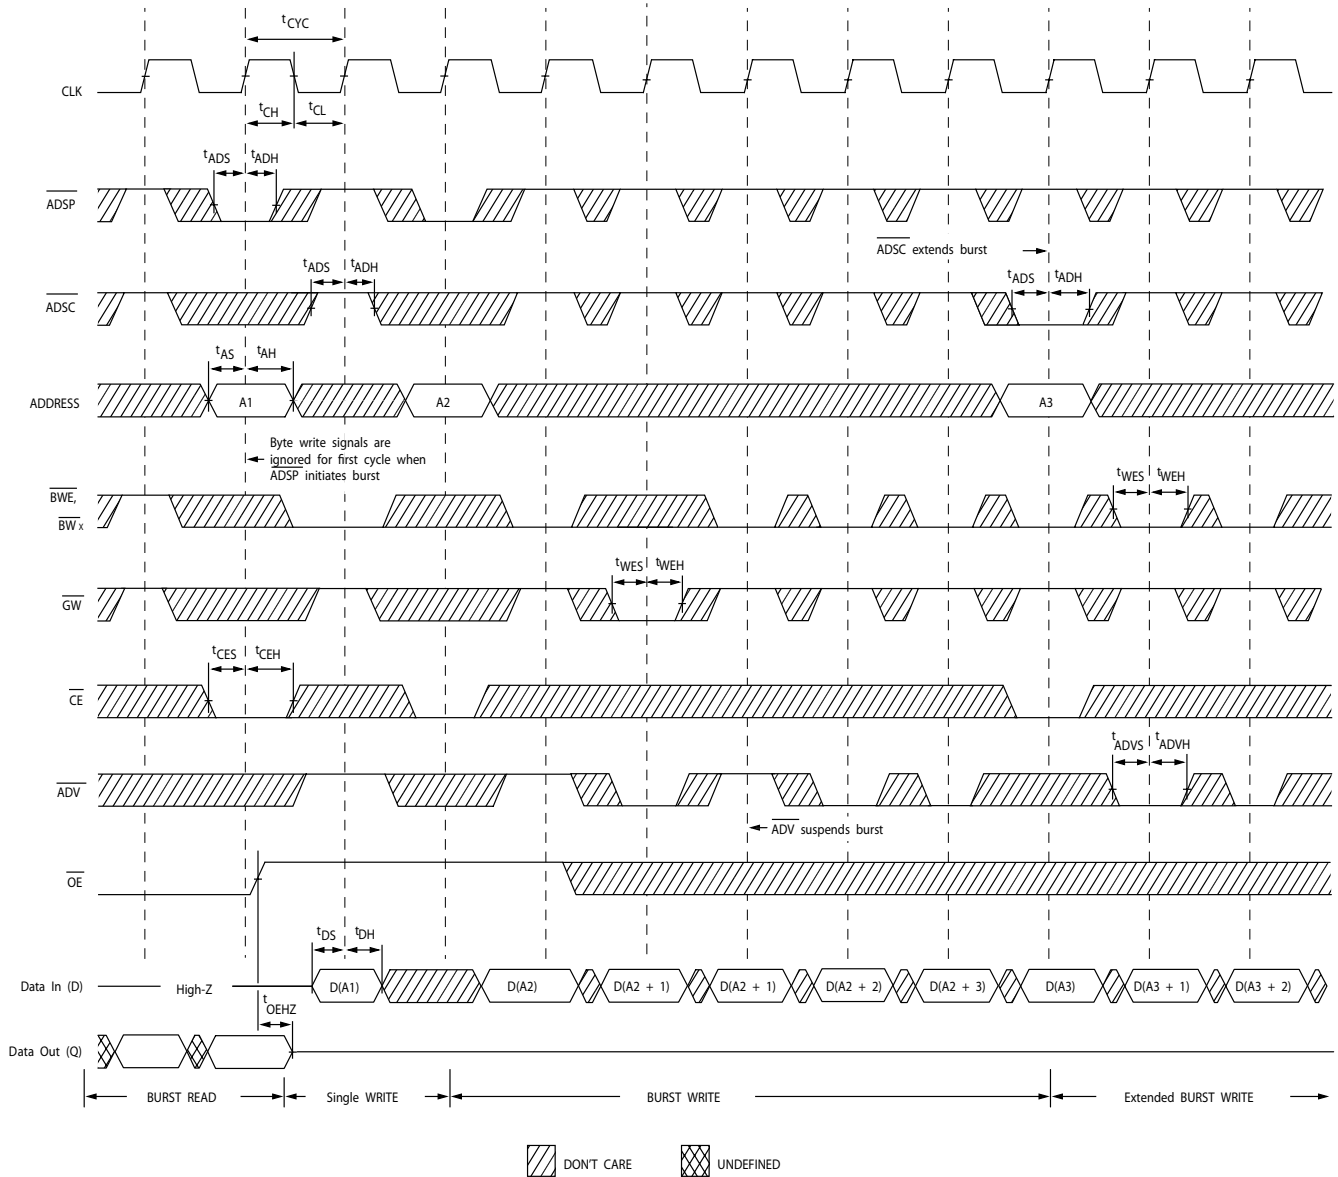 tCYC
CLK
tCH
tCL
tADS
tADH
ADSP
ADSC extends burst
tADS
tADH
tADS
tADH
ADSC
tAS
tAH
ADDRESS
A1
A2
A3
Byte write signals are
ignored for first cycle when
ADSP initiates burst
BWE,
BW X
tWES
tWEH
tWES
tWEH
GW
tCES
tCEH
CE
tADVS
tADVH
ADV
ADV suspends burst
OE
tDS
tDH
Data In (D)
High-Z
D(A1)
D(A2)
D(A2 + 1)
D(A2 + 1)
D(A2 + 2)
D(A2 + 3)
D(A3)
D(A3 + 1)
D(A3 + 2)
tOEHZ
Data Out (Q)
BURST READ
Single WRITE
BURST WRITE
Extended BURST WRITE
DON'T CARE
UNDEFINED